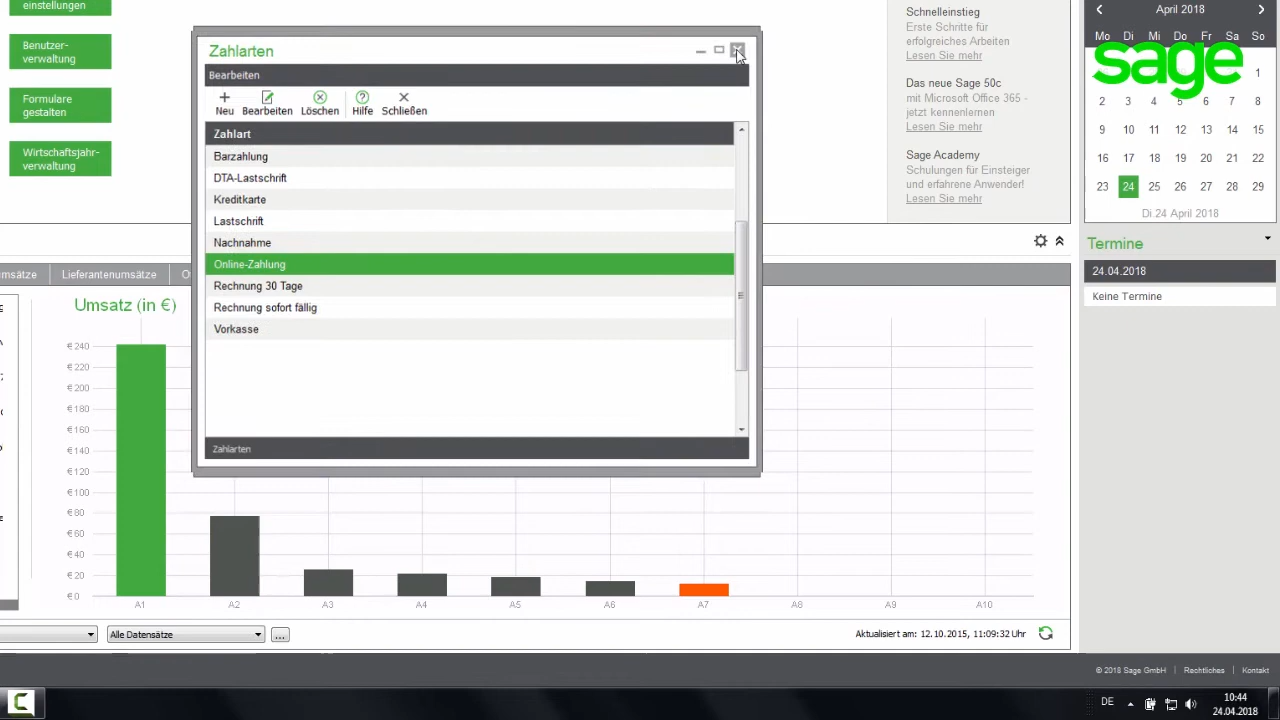 einstellungen
Benutzer-
verwaltung
Formulare
gestalten
Wirtschaftsjahr-
verwaltung
Zahlarten
Bearbeiten
Neu Bearbeiten Löschen Hilfe Schließen
Zahlart
Barzahlung
DTA-Lastschrift
Kreditkarte
Lastschrift
Nachnahme
Online-Zahlung
Rechnung 30 Tage
Rechnung sofort fällig
Vorkasse
Zahlarten
Schnelleinstieg
Erste Schritte für
erfolgreiches Arbeiten
Lesen Sie mehr
Das neue Sage 50c
mit Microsoft Office 365 -
jetzt kennenlernen
Lesen Sie mehr
Sage Academy
Schulungen für Einsteiger
und erfahrene Anwender!
Lesen Sie mehr
April 2018
Mo Di Mi Do Fr Sa So
sage
1
2 3 4 5 6 7 8
9 10 11 12 13 14 15
16 17 18 19 20 21 22
23 24 25 26 27 28 29
Di.24 April 2018
Termine
24.04.2018
Keine Termine
msätze Lieferantenumsätze O
Umsatz (in €)
€ 240
€ 220
€ 200
€ 180
€ 160
€ 140
€ 120
€ 100
€ 80
€ 60
€ 40
€ 20
€ 0
A1 A2 A3 A4 A5 A6 A7 A8 A9 A10
Alle Datensätze ...
Aktualisiert am: 12.10.2015, 11:09:32 Uhr
© 2018 Sage GmbH Rechtliches Kontakt
DE
10:44
24.04.2018